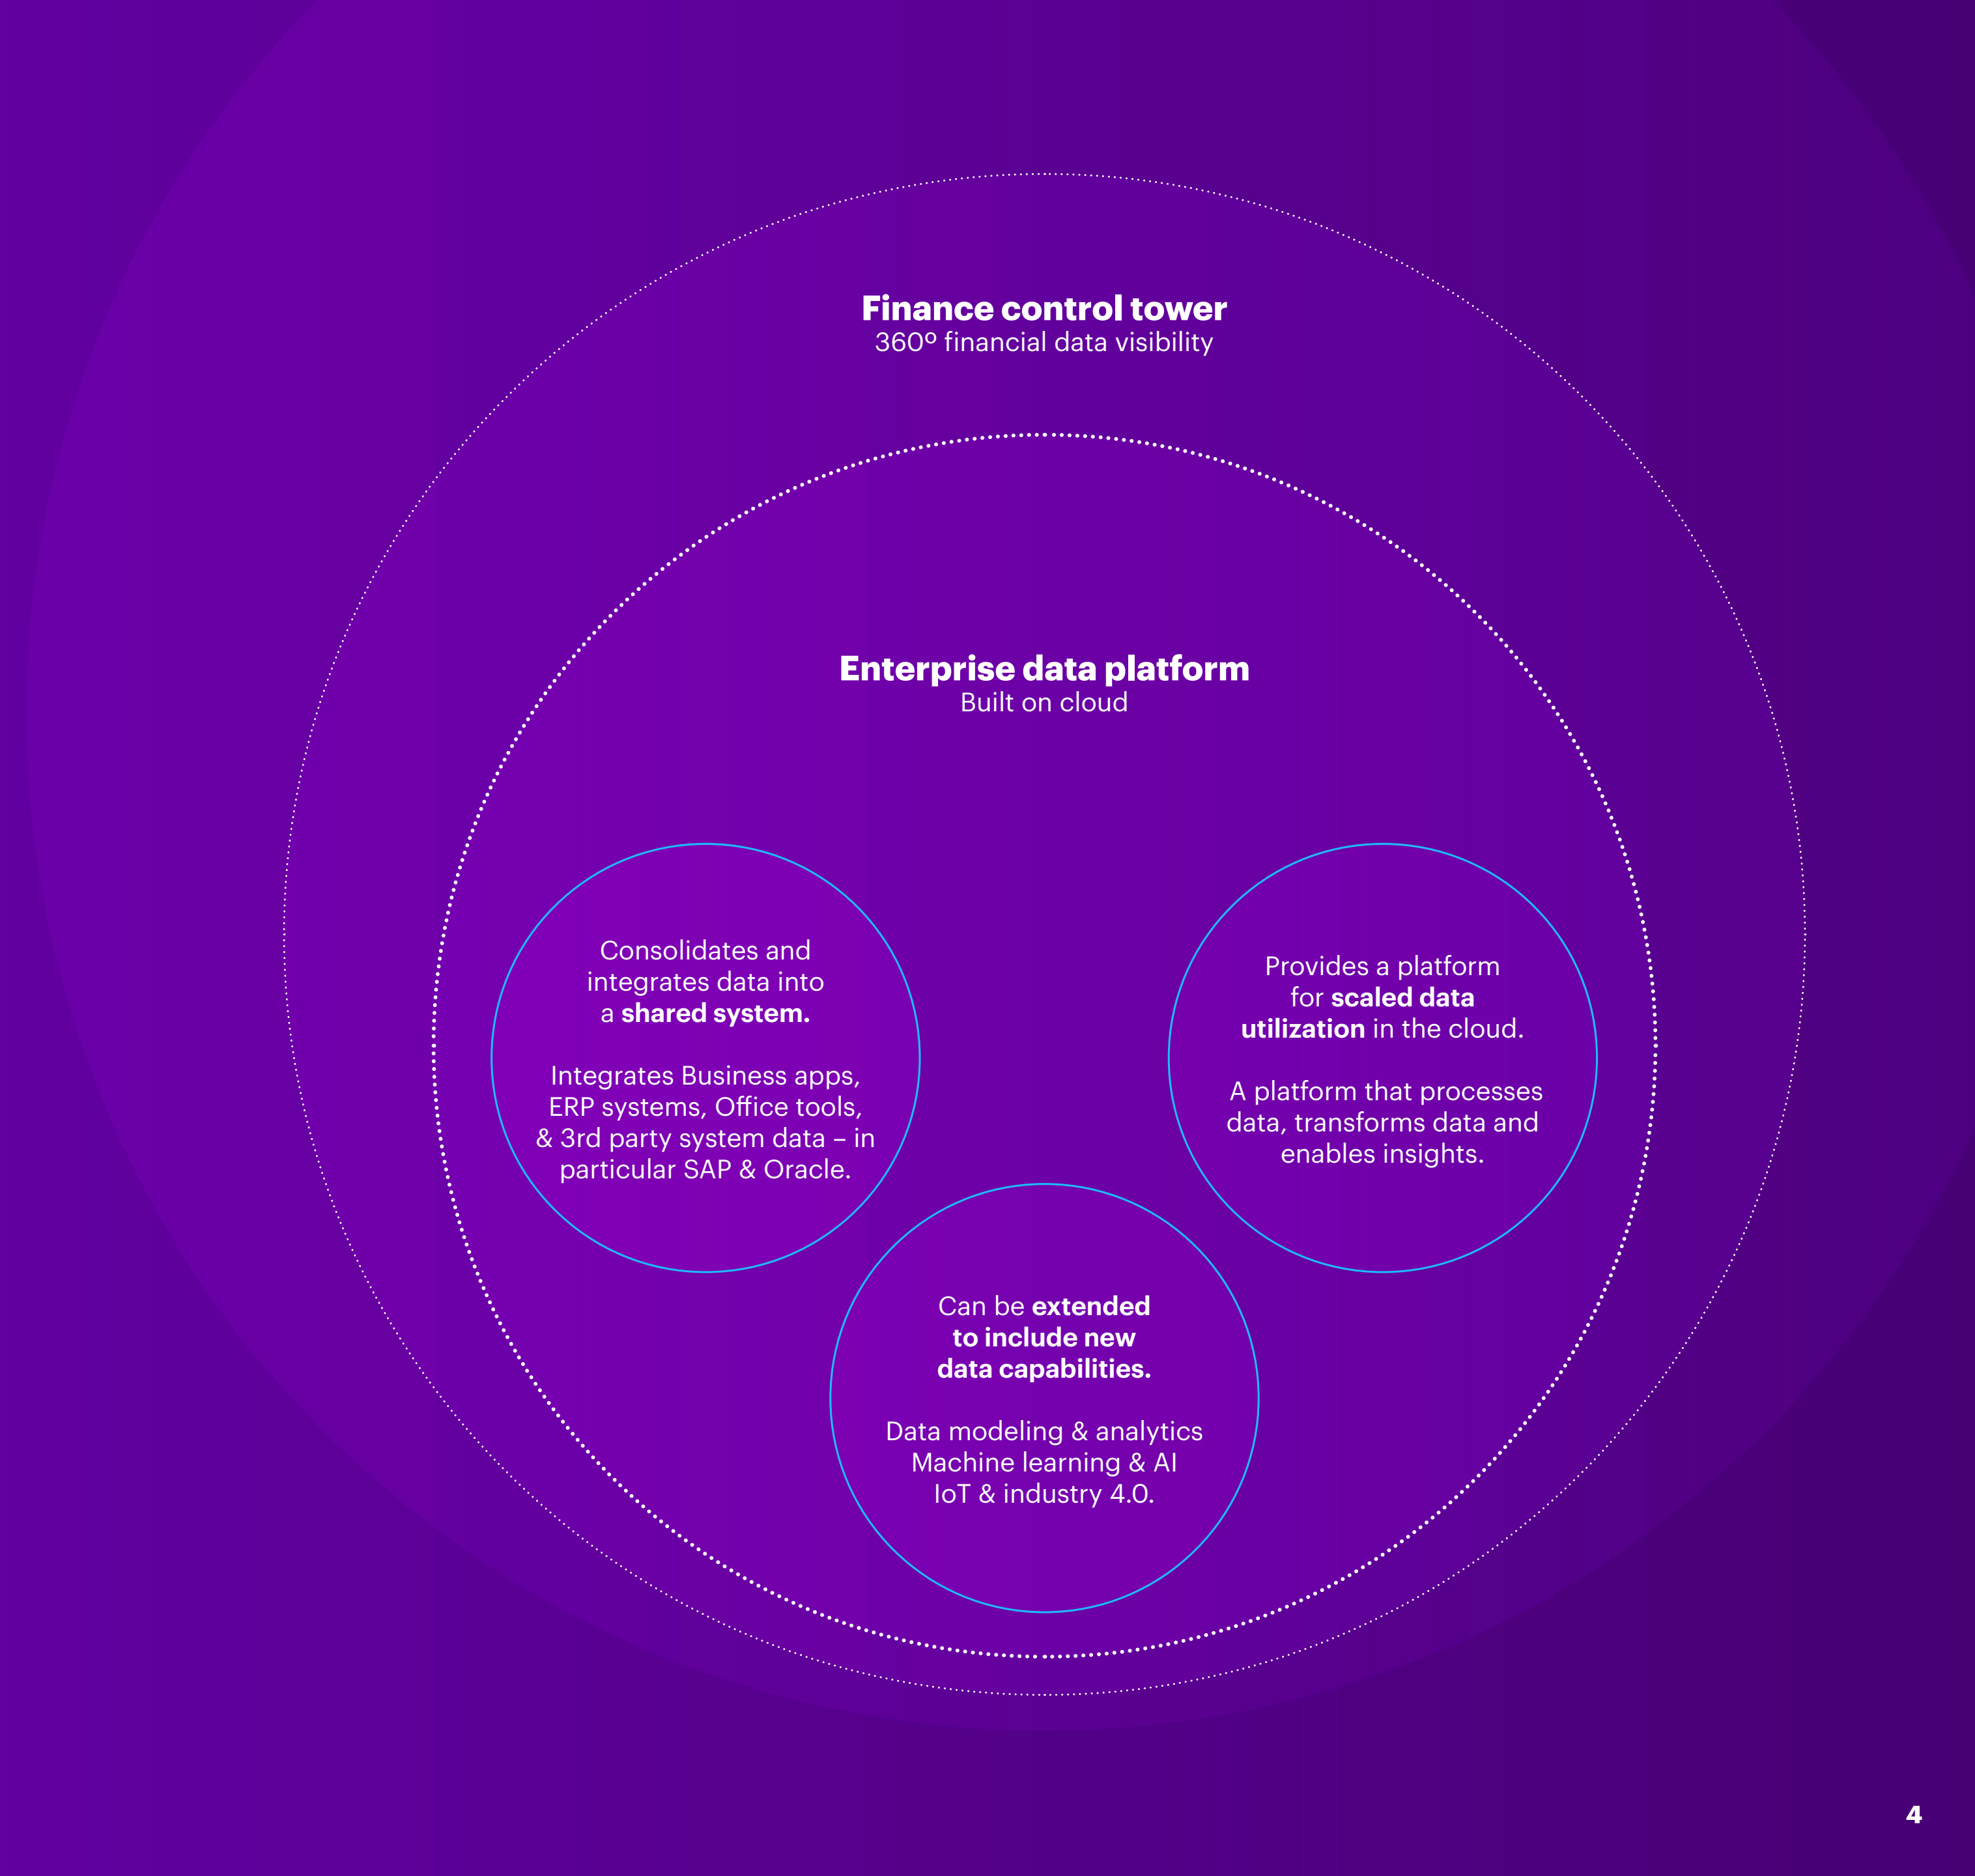 Finance control tower
360º financial data visibility
Enterprise data platform
Built on cloud
Consolidates and
integrates data into
a shared system.
Integrates Business apps,
ERP systems, Office tools,
& 3rd party system data – in
particular SAP & Oracle.
Provides a platform
for scaled data
utilization in the cloud.
A platform that processes
data, transforms data and
enables insights.
Can be extended
to include new
data capabilities.
Data modeling & analytics
Machine learning & AI
IoT & industry 4.0.
4